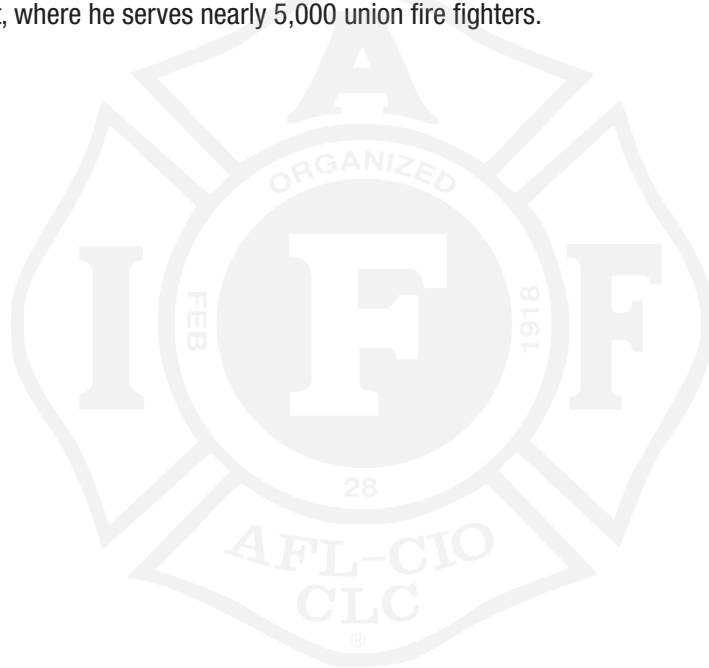 , where he serves nearly 5,000 union fire fighters.
A
ORGANIZED
I F F
FEB
1918
28
AFL-CIO
CLC
®